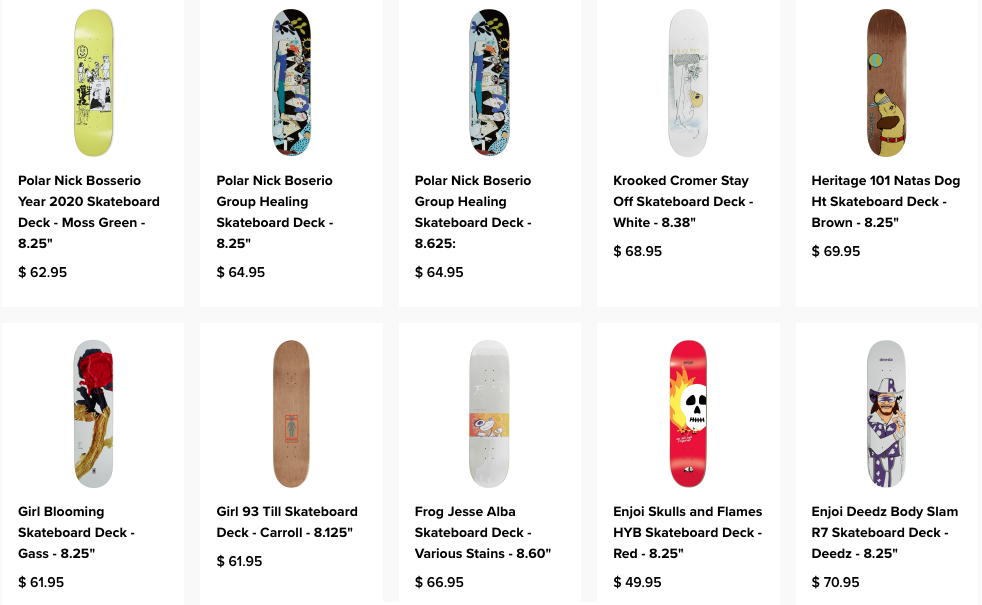 Polar Nick Bosserio
Year 2020 Skateboard
Deck - Moss Green -
8.25"
$ 62.95
Polar Nick Boserio
Group Healing
Skateboard Deck -
8.25"
$ 64.95
Polar Nick Boserio
Group Healing
Skateboard Deck -
8.625:
$ 64.95
Krooked Cromer Stay
Off Skateboard Deck -
White - 8.38"
$ 68.95
Heritage 101 Natas Dog
Ht Skateboard Deck -
Brown - 8.25"
$ 69.95
Girl Blooming
Skateboard Deck -
Gass - 8.25"
$ 61.95
Girl 93 Till Skateboard
Deck - Carroll - 8.125"
$ 61.95
Frog Jesse Alba
Skateboard Deck -
Various Stains - 8.60"
$ 66.95
Enjoi Skulls and Flames
HYB Skateboard Deck -
Red - 8.25"
$ 49.95
Enjoi Deedz Body Slam
R7 Skateboard Deck -
Deedz - 8.25"
$ 70.95